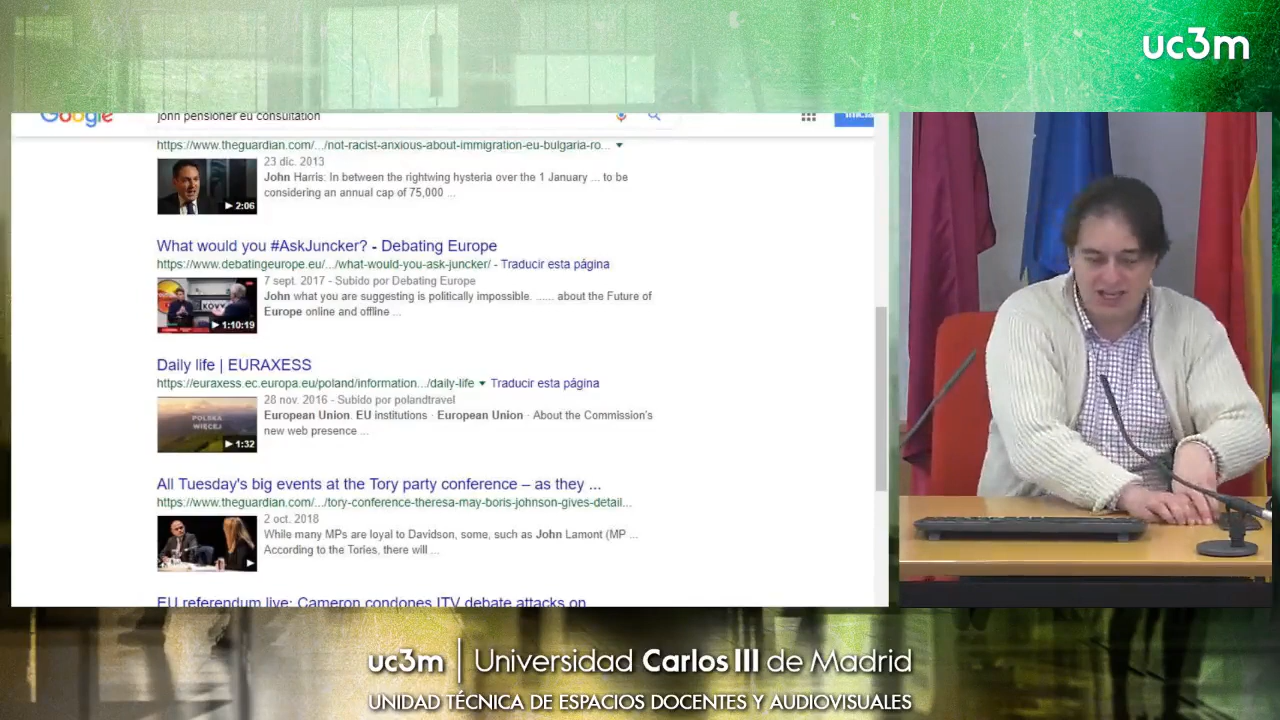 uc3m
Google
john pensioner eu consultation
https://www.theguardian.com/.../not-racist-anxious-about-immigration-eu-bulgaria-ro...
23 dic. 2013
John Harris: In between the rightwing hysteria over the 1 January ... to be
considering an annual cap of 75,000 ...
2:06
What would you #AskJuncker? - Debating Europe
https://www.debatingeurope.eu/.../what-would-you-ask-juncker/ - Traducir esta página
7 sept. 2017 - Subido por Debating Europe
John what you are suggesting is politically impossible. ...... about the Future of
Europe online and offline ...
1:10:19
Daily life | EURAXESS
https://euraxess.ec.europa.eu/poland/information.../daily-life Traducir esta página
28 nov. 2016 - Subido por polandtravel
European Union. EU institutions · European Union · About the Commission's
new web presence ...
POLSKA
WIĘCEJ
1:32
All Tuesday's big events at the Tory party conference – as they ...
https://www.theguardian.com/.../tory-conference-theresa-may-boris-johnson-gives-detail...
2 oct. 2018
While many MPs are loyal to Davidson, some, such as John Lamont (MP ...
According to the Tories, there will ...
EU referendum live: Cameron condones ITV debate attacks on
uc3m | Universidad Carlos III de Madrid
UNIDAD TÉCNICA DE ESPACIOS DOCENTES Y AUDIOVISUALES